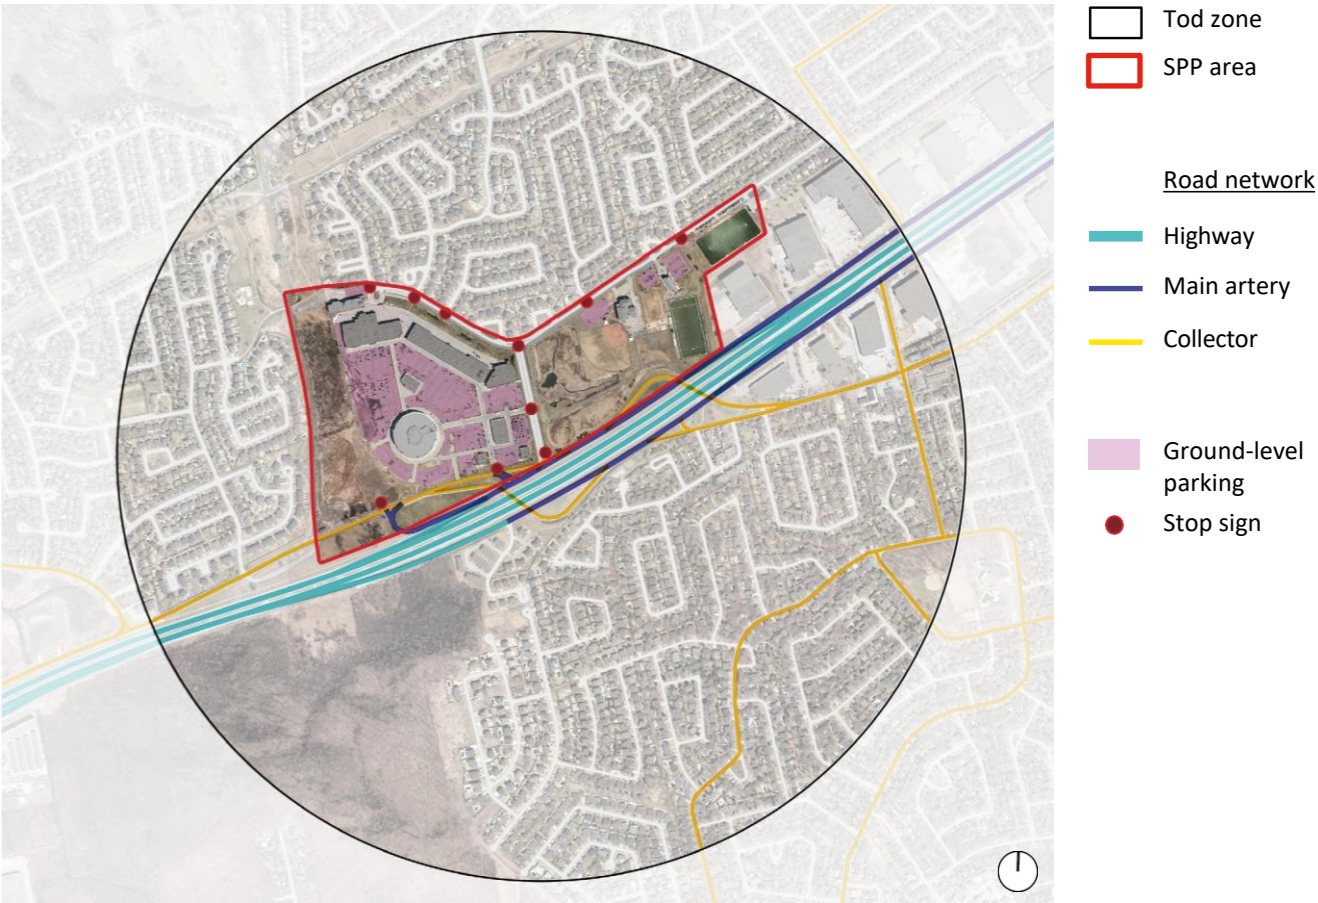 Tod zone
SPP area
Road network
Highway
Main artery
Collector
Ground-level
parking
Stop sign